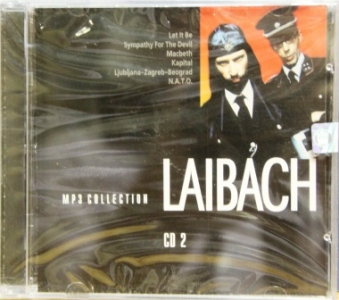 Let It Be
Sympathy For The Devil
Macbeth
Kapital
Ljubljana-Zagreb-Beograd
N.A.T.O.
MP3 COLLECTION
LAIBACH
CD 2